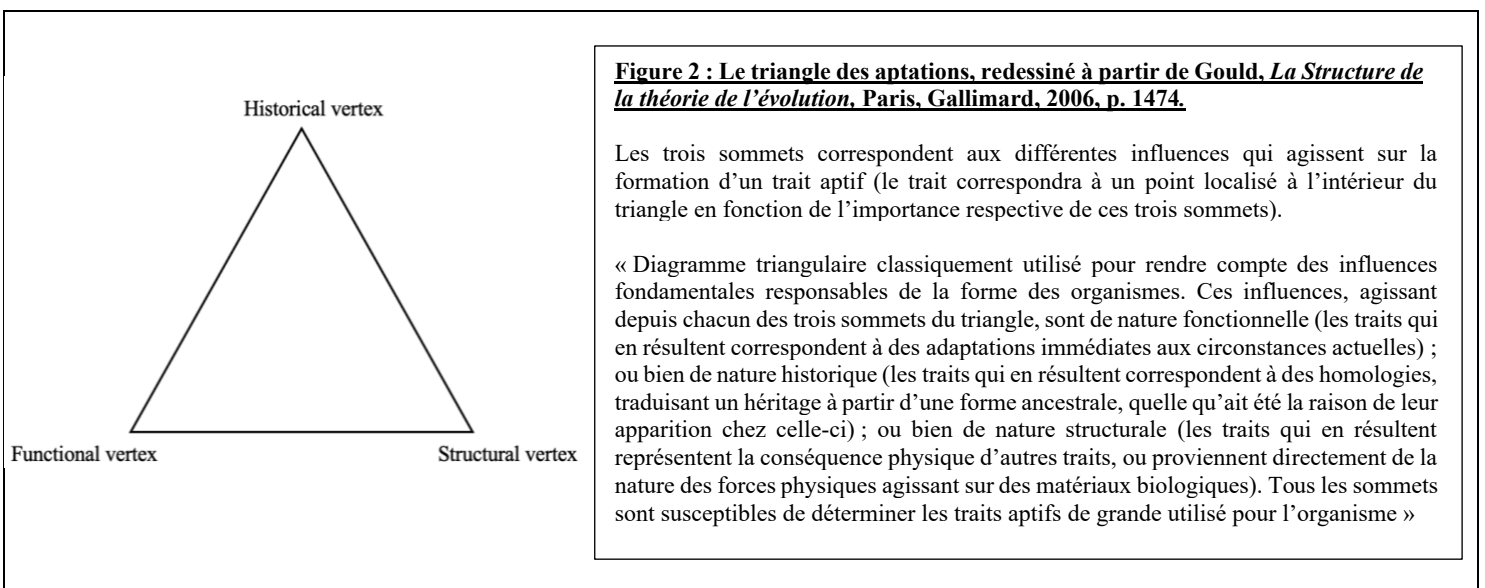 Historical vertex
Functional vertex
Structural vertex
Figure 2 : Le triangle des aptations, redessiné à partir de Gould, La Structure de
la théorie de l’évolution, Paris, Gallimard, 2006, p. 1474.
Les trois sommets correspondent aux différentes influences qui agissent sur la
formation d’un trait aptif (le trait correspondra à un point localisé à l’intérieur du
triangle en fonction de l’importance respective de ces trois sommets).
« Diagramme triangulaire classiquement utilisé pour rendre compte des influences
fondamentales responsables de la forme des organismes. Ces influences, agissant
depuis chacun des trois sommets du triangle, sont de nature fonctionnelle (les traits qui
en résultent correspondent à des adaptations immédiates aux circonstances actuelles) ;
ou bien de nature historique (les traits qui en résultent correspondent à des homologies,
traduisant un héritage à partir d’une forme ancestrale, quelle qu’ait été la raison de leur
apparition chez celle-ci) ; ou bien de nature structurale (les traits qui en résultent
représentent la conséquence physique d’autres traits, ou proviennent directement de la
nature des forces physiques agissant sur des matériaux biologiques). Tous les sommets
sont susceptibles de déterminer les traits aptifs de grande utilisé pour l’organisme »